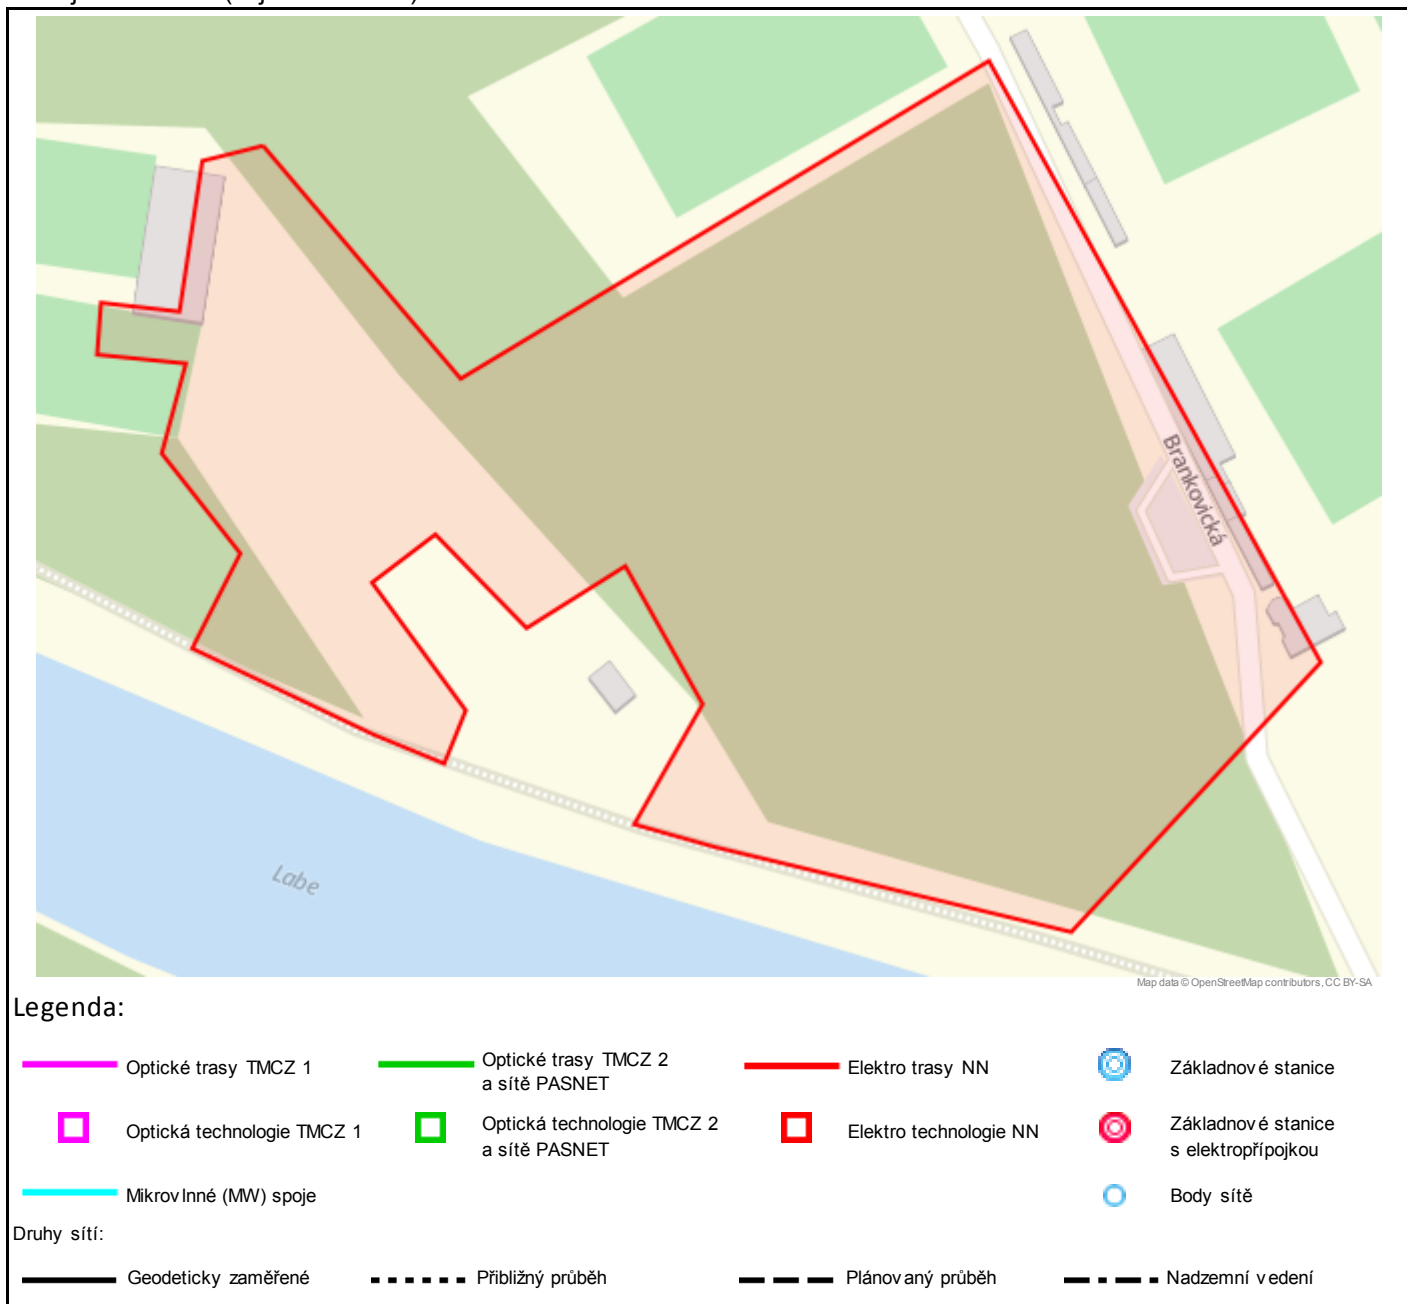 Brankovická
Labe
Map data © OpenStreetMap contributors, CC BY-SA
Legenda:
Optické trasy TMCZ 1
Optické trasy TMCZ 2
a sítě PASNET
Elektro trasy NN
Základnové stanice
Optická technologie TMCZ 1
Optická technologie TMCZ 2
a sítě PASNET
Elektro technologie NN
Základnové stanice
s elektropřípojkou
Mikrovlnné (MW) spoje
Body sítě
Druhy sítí:
Geodeticky zaměřené
Přibližný průběh
Plánovaný průběh
Nadzemní vedení